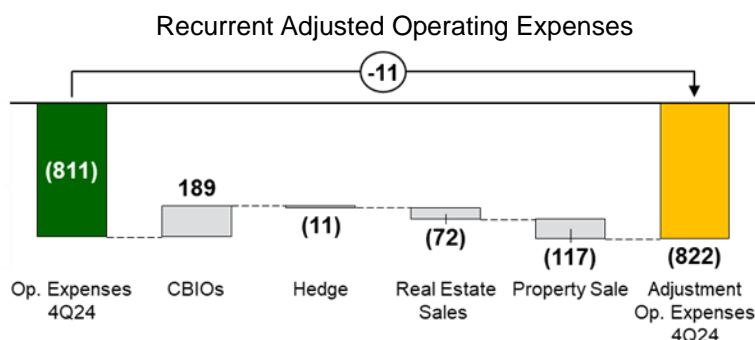 Recurrent Adjusted Operating Expenses
-11
(811)
189
(11)
(72)
(117)
(822)
Op. Expenses
4Q24
CBIOs
Hedge
Real Estate
Sales
Property Sale
Adjustment
Op. Expenses
4Q24